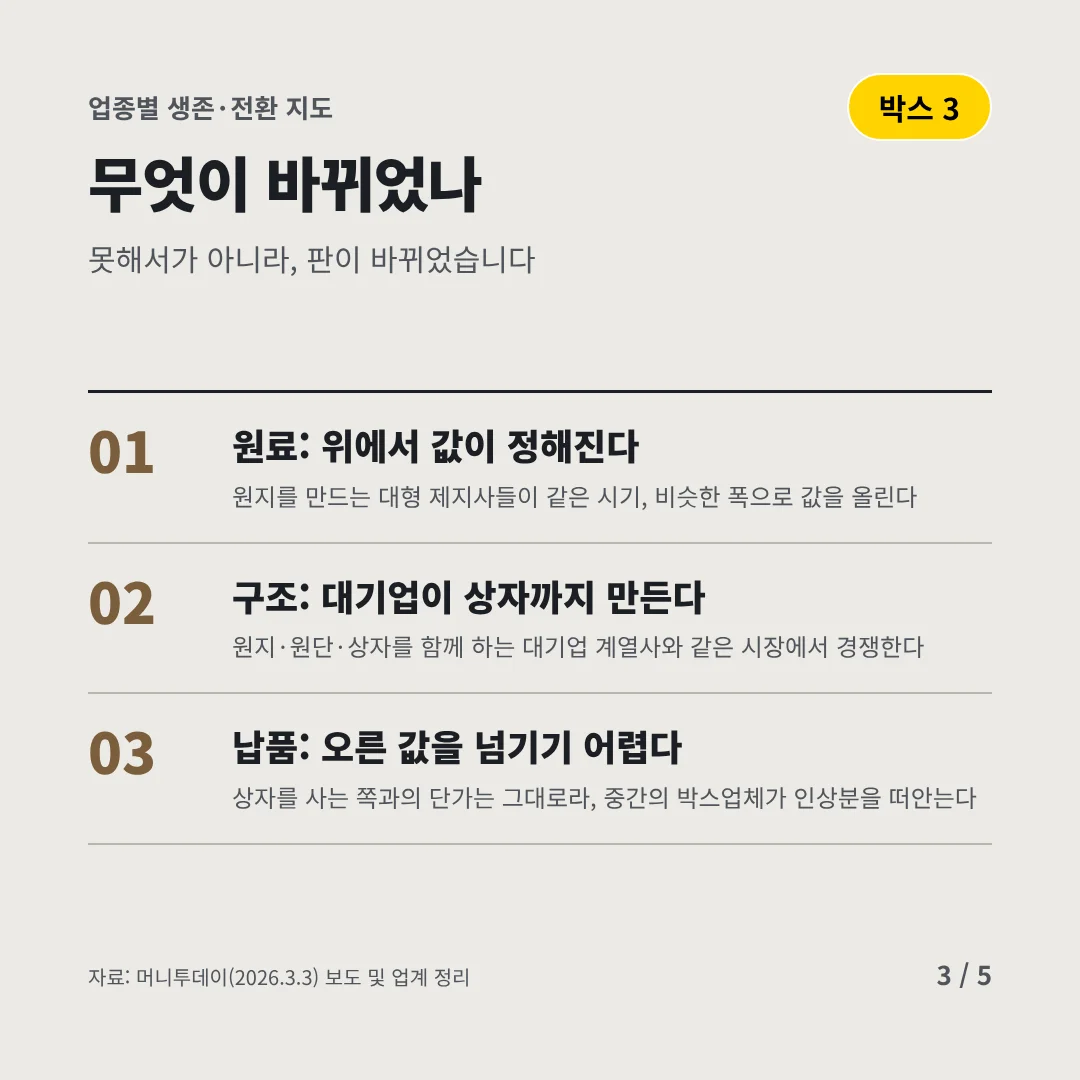 업종별 생존·전환 지도
박스 3
무엇이 바뀌었나
못해서가 아니라, 판이 바뀌었습니다
01
원료: 위에서 값이 정해진다
원지를 만드는 대형 제지사들이 같은 시기, 비슷한 폭으로 값을 올린다
02
구조: 대기업이 상자까지 만든다
원지·원단·상자를 함께 하는 대기업 계열사와 같은 시장에서 경쟁한다
03
납품: 오른 값을 넘기기 어렵다
상자를 사는 쪽과의 단가는 그대로라, 중간의 박스업체가 인상분을 떠안는다
자료: 머니투데이(2026.3.3) 보도 및 업계 정리
3 / 5